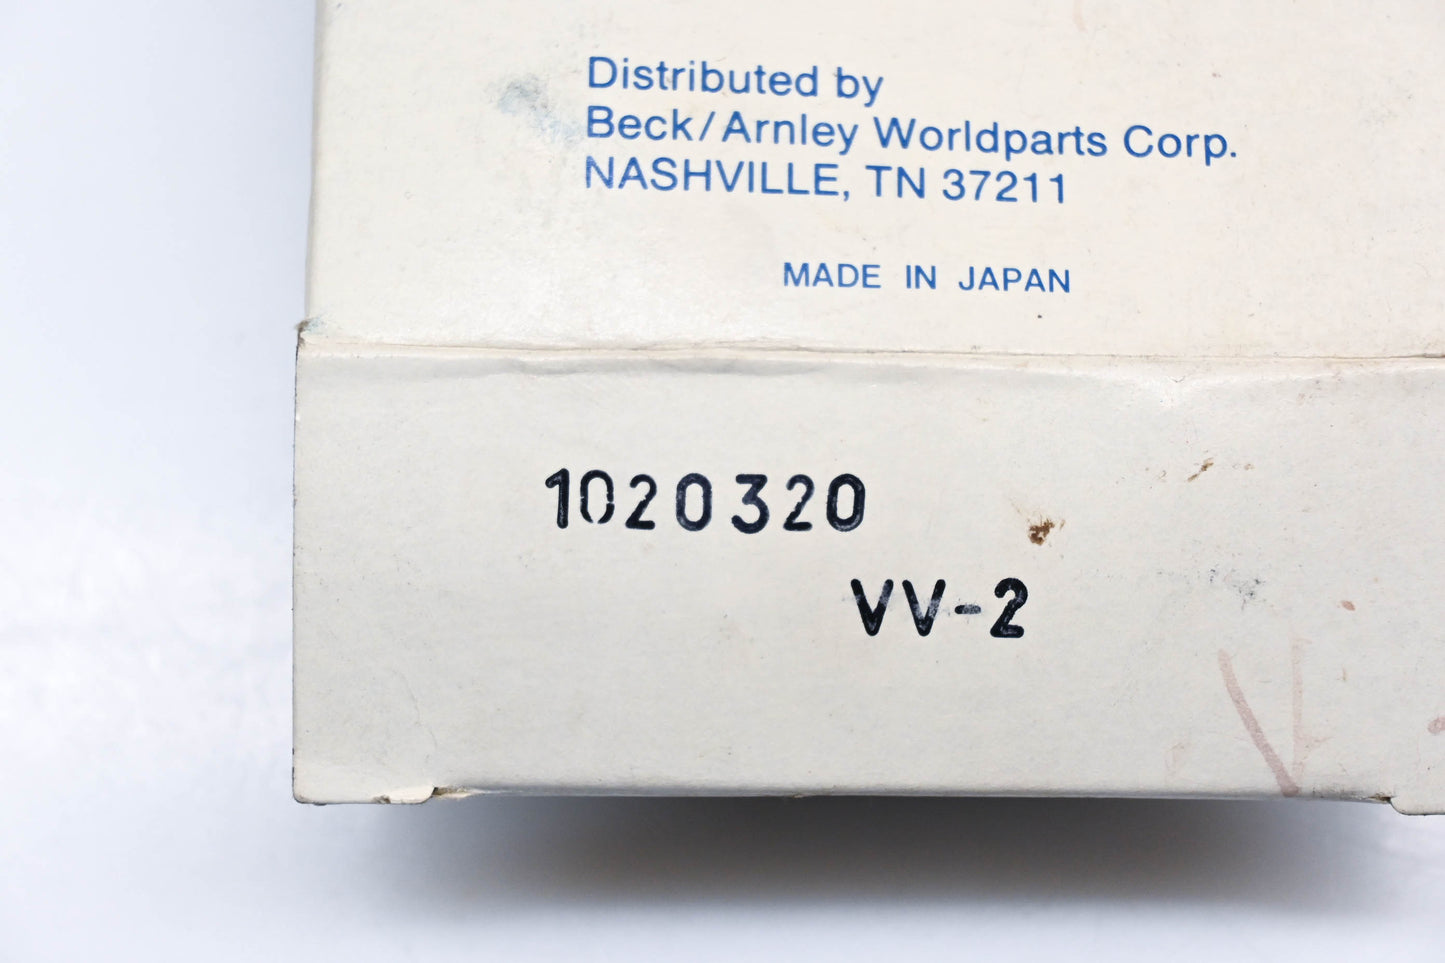 Distributed by
Beck/Arnley Worldparts Corp.
NASHVILLE, TN 37211
MADE IN JAPAN
1020320
VV-2